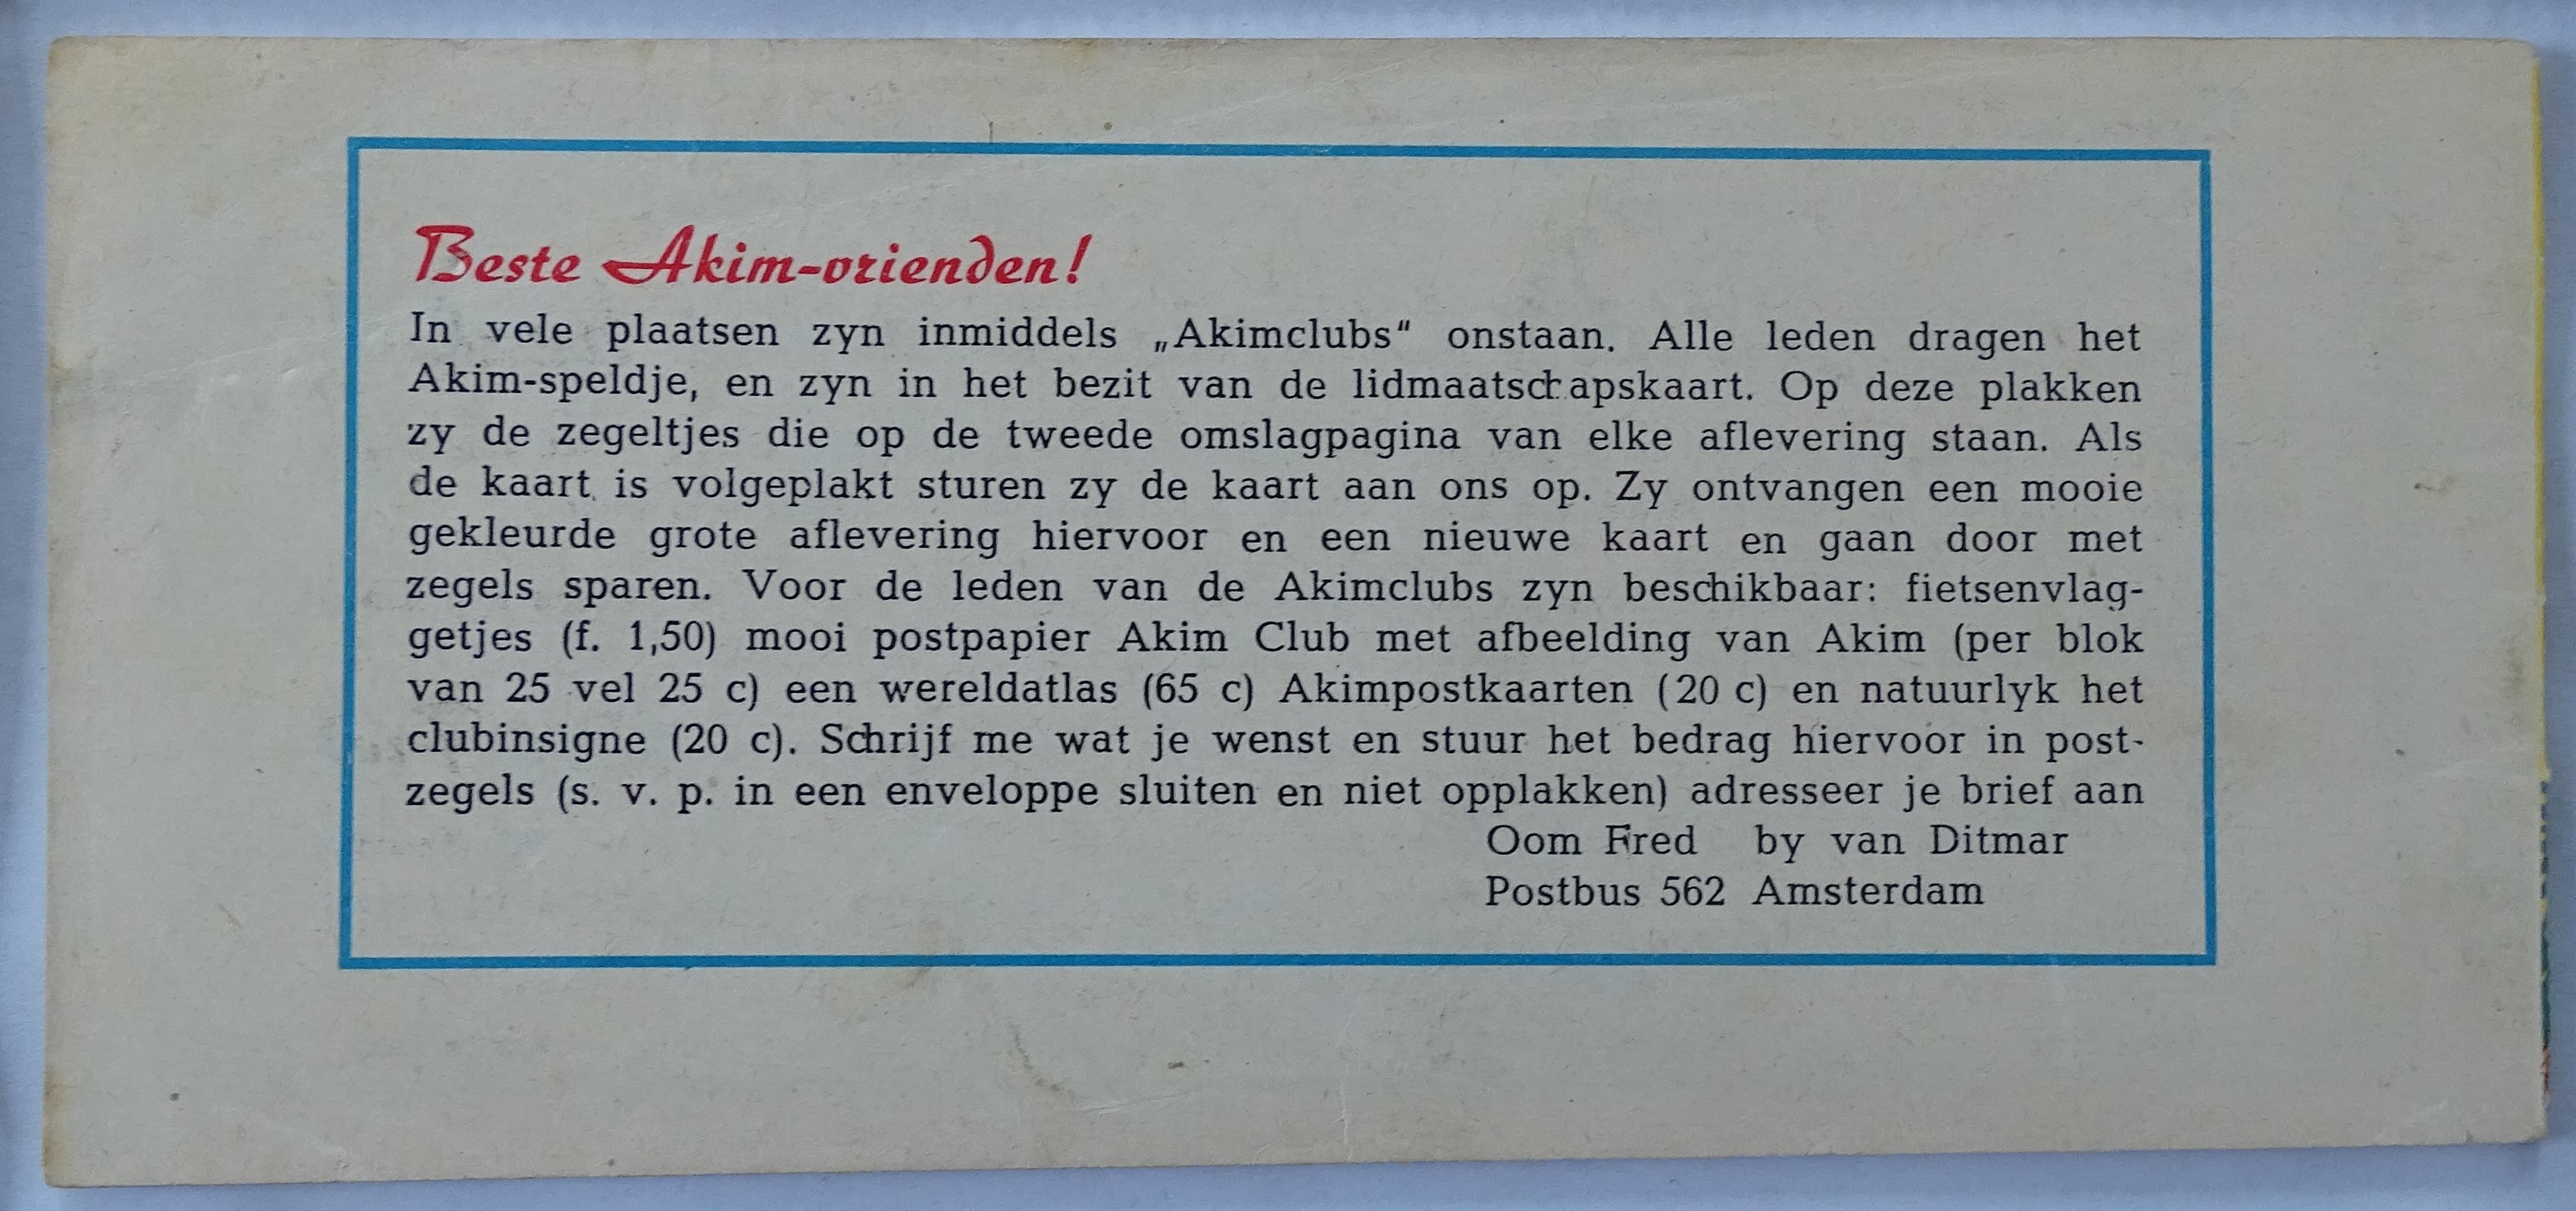 Beste Akim-vrienden!
In vele plaatsen zyn inmiddels „Akimclubs“ onstaan. Alle leden dragen het
Akim-speldje, en zyn in het bezit van de lidmaatschapskaart. Op deze plakken
zy de zegeltjes die op de tweede omslagpagina van elke aflevering staan. Als
de kaart is volgeplakt sturen zy de kaart aan ons op. Zy ontvangen een mooie
gekleurde grote aflevering hiervoor en een nieuwe kaart en gaan door met
zegels sparen. Voor de leden van de Akimclubs zyn beschikbaar: fietsenvlag-
getjes (f. 1,50) mooi postpapier Akim Club met afbeelding van Akim (per blok
van 25 vel 25 c) een wereldatlas (65 c) Akimpostkaarten (20 c) en natuurlyk het
clubinsigne (20 c). Schrijf me wat je wenst en stuur het bedrag hiervoor in post-
zegels (s. v. p. in een enveloppe sluiten en niet opplakken) adresseer je brief aan
Oom Fred by van Ditmar
Postbus 562 Amsterdam